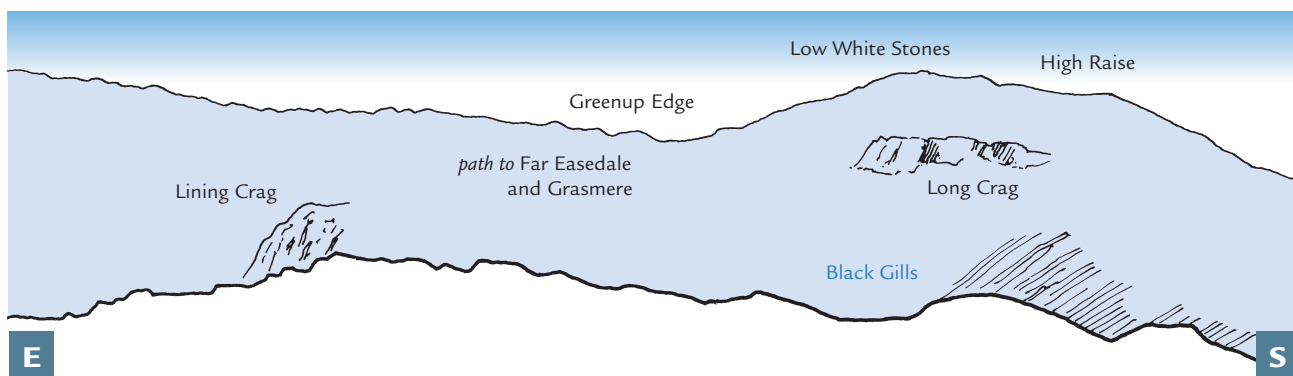 Low White Stones
High Raise
Greenup Edge
path to Far Easedale
and Grasmere
Lining Crag
Long Crag
Black Gills
E
S